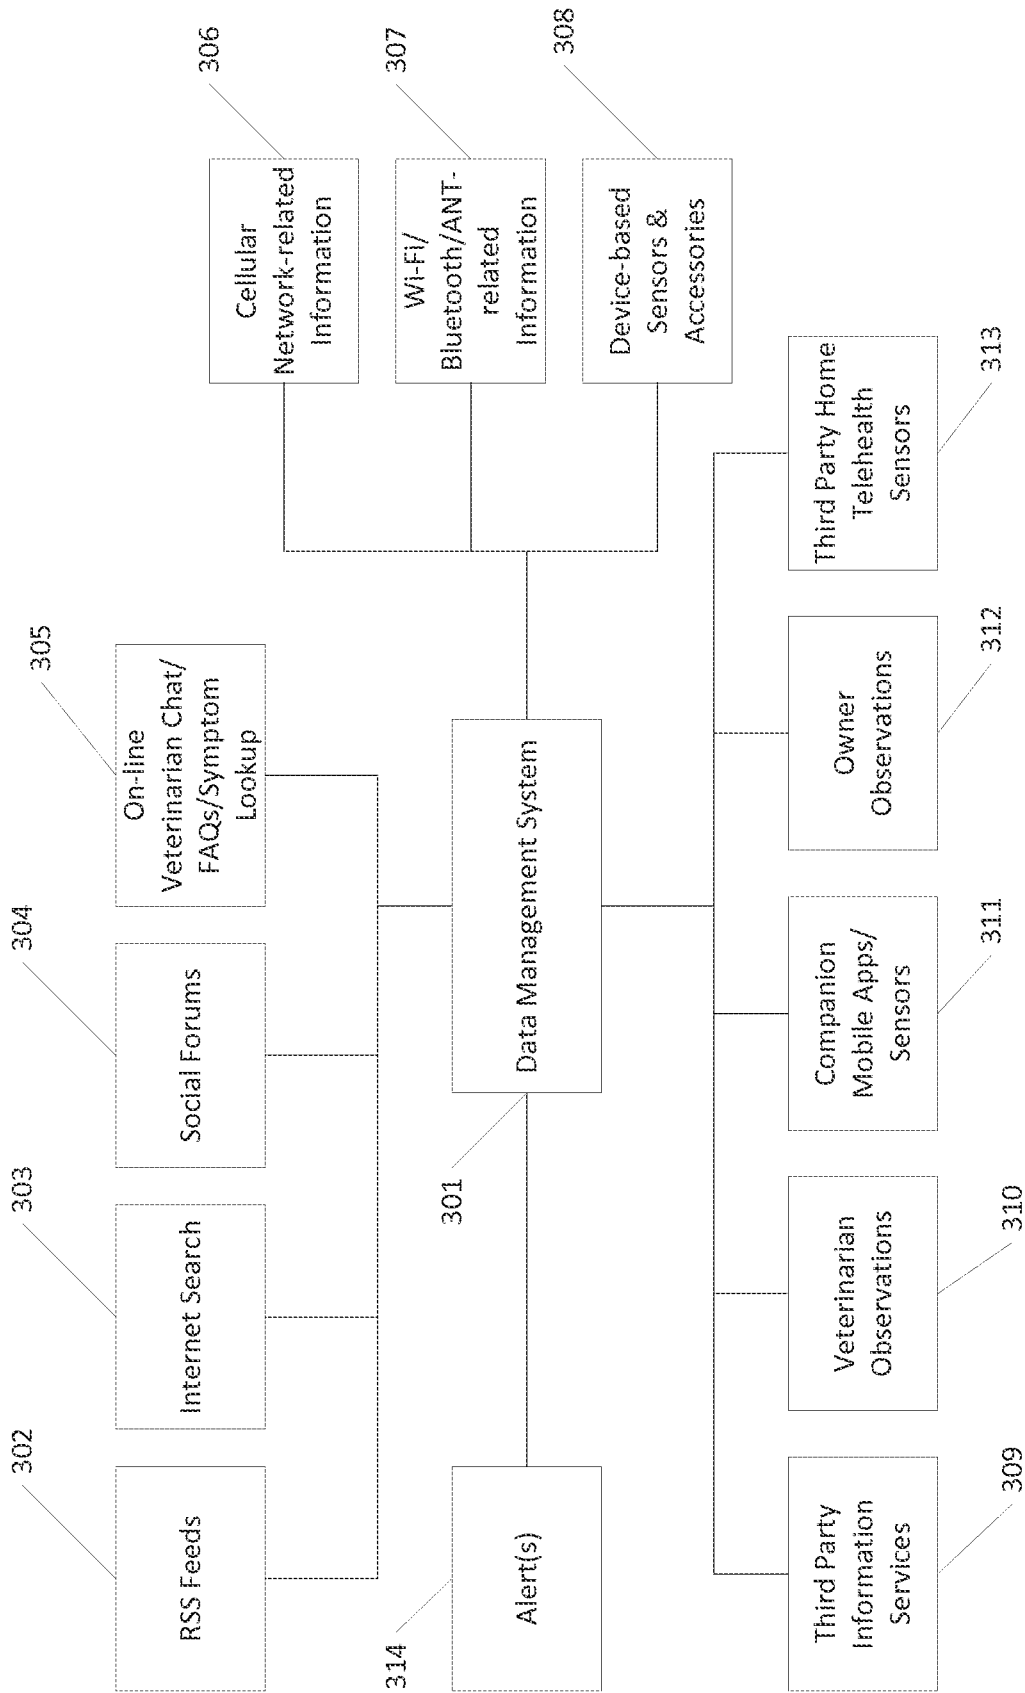 302
RSS Feeds
303
Internet Search
304
Social Forums
305
On-line
Veterinarian Chat/
FAQs/Symptom
Lookup
306
Cellular
Network-related
Information
307
Wi-Fi/
Bluetooth/ANT-
related
Information
308
Device-based
Sensors &
Accessories
314
Alert(s)
301
Data Management System
Third Party
Information
Services
309
Veterinarian
Observations
310
Companion
Mobile Apps/
Sensors
311
Owner
Observations
312
Third Party Home
Telehealth
Sensors
313